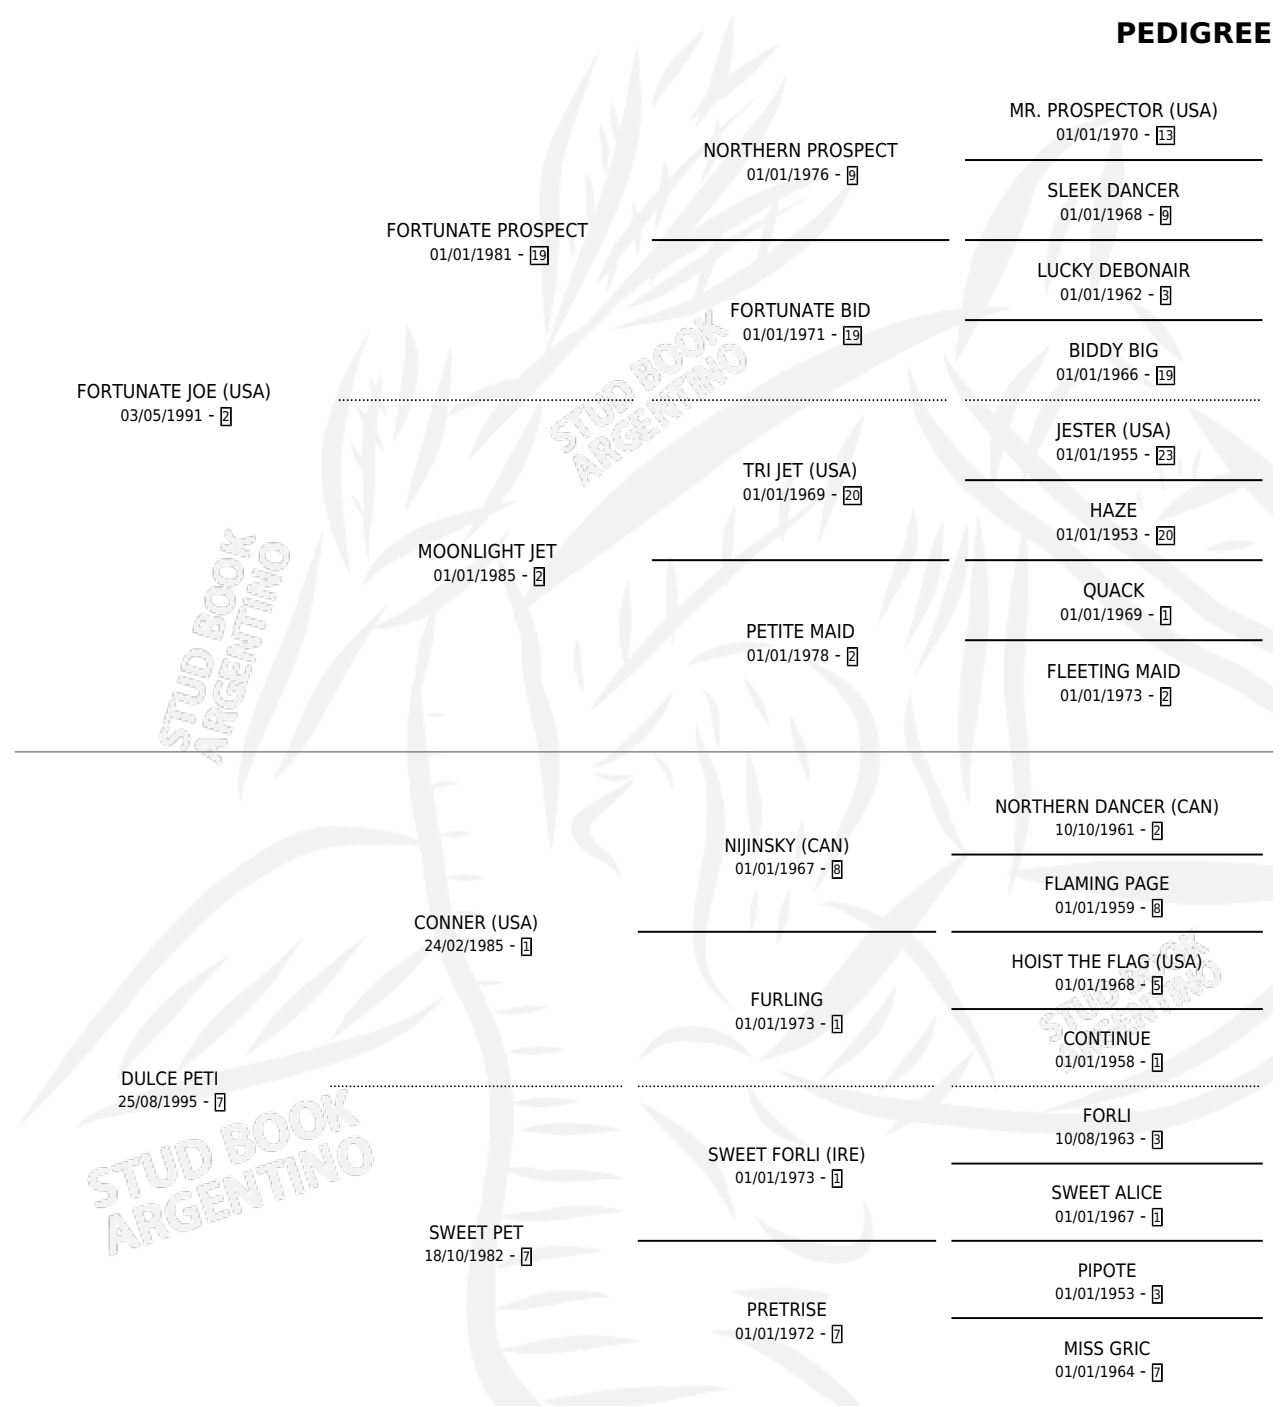 PEDIGREE
MR. PROSPECTOR (USA)
01/01/1970 - 13
NORTHERN PROSPECT
01/01/1976 - 9
SLEEK DANCER
01/01/1968 - 9
FORTUNATE PROSPECT
01/01/1981 - 19
LUCKY DEBONAIR
01/01/1962 - 3
FORTUNATE BID
01/01/1971 - 19
BIDDY BIG
01/01/1966 - 19
FORTUNATE JOE (USA)
03/05/1991 - 2
STUD BOOK
ARGENTINO
JESTER (USA)
01/01/1955 - 23
TRI JET (USA)
01/01/1969 - 20
HAZE
01/01/1953 - 20
MOONLIGHT JET
01/01/1985 - 2
QUACK
01/01/1969 - 1
PETITE MAID
01/01/1978 - 2
FLEETING MAID
01/01/1973 - 2
STUD BOOK
ARGENTINO
NORTHERN DANCER (CAN)
10/10/1961 - 2
NIJINSKY (CAN)
01/01/1967 - 8
FLAMING PAGE
01/01/1959 - 8
CONNER (USA)
24/02/1985 - 1
HOIST THE FLAG (USA)
01/01/1968 - 5
FURLING
01/01/1973 - 1
STUD BOOK
ARGENTINO
CONTINUE
01/01/1958 - 1
DULCE PETI
25/08/1995 - 7
FORLI
10/08/1963 - 3
SWEET FORLI (IRE)
01/01/1973 - 1
SWEET ALICE
01/01/1967 - 1
STUD BOOK
ARGENTINO
SWEET PET
18/10/1982 - 7
PIPOTE
01/01/1953 - 3
PRETRISE
01/01/1972 - 7
MISS GRIC
01/01/1964 - 7